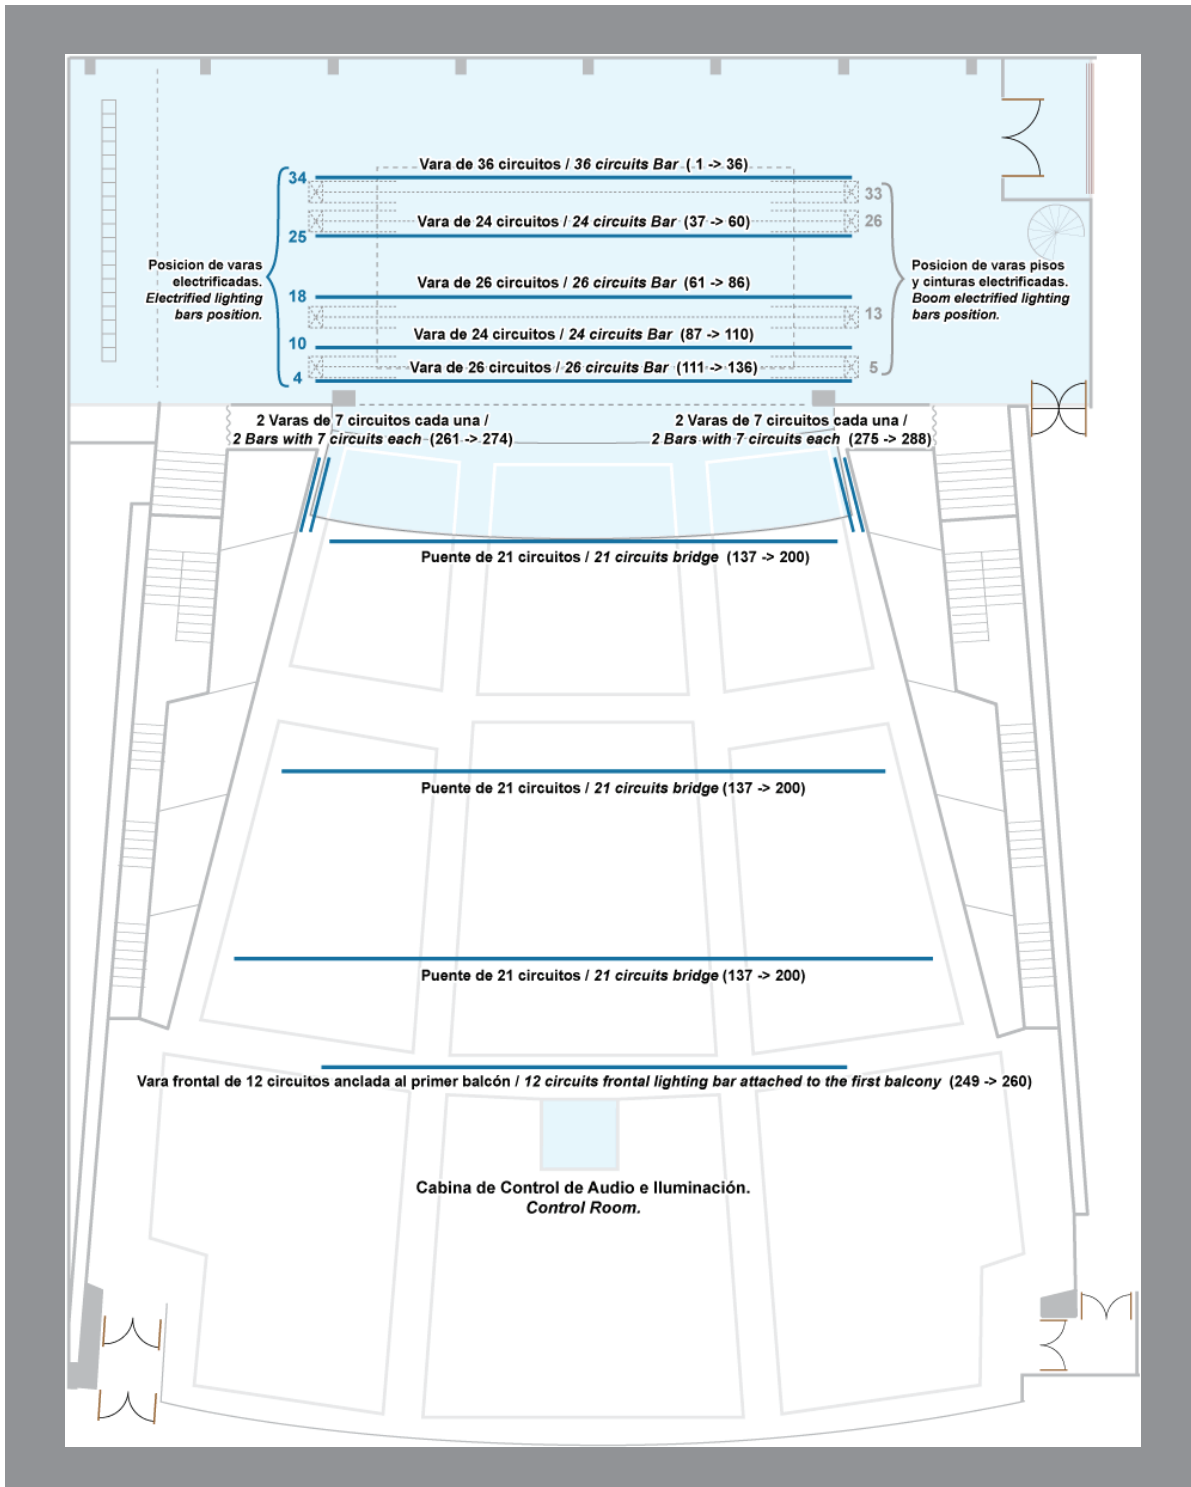 Vara de 36 circuitos / 36 circuits Bar ( 1 -> 36)
34
33
Vara de 24 circuitos / 24 circuits Bar (37 -> 60)
26
25
Posicion de varas
electrificadas.
Electrified lighting
bars position.
Posicion de varas pisos
y cinturas electrificadas.
Boom electrified lighting
bars position.
Vara de 26 circuitos / 26 circuits Bar (61 -> 86)
18
13
Vara de 24 circuitos / 24 circuits Bar (87 -> 110)
10
Vara de 26 circuitos / 26 circuits Bar (111 -> 136)
5
4
2 Varas de 7 circuitos cada una /
2 Bars with 7 circuits each (261 -> 274)
2 Varas de 7 circuitos cada una /
2 Bars with 7 circuits each (275 -> 288)
Puente de 21 circuitos / 21 circuits bridge (137 -> 200)
Puente de 21 circuitos / 21 circuits bridge (137 -> 200)
Puente de 21 circuitos / 21 circuits bridge (137 -> 200)
Vara frontal de 12 circuitos anclada al primer balcón / 12 circuits frontal lighting bar attached to the first balcony (249 -> 260)
Cabina de Control de Audio e Iluminación.
Control Room.